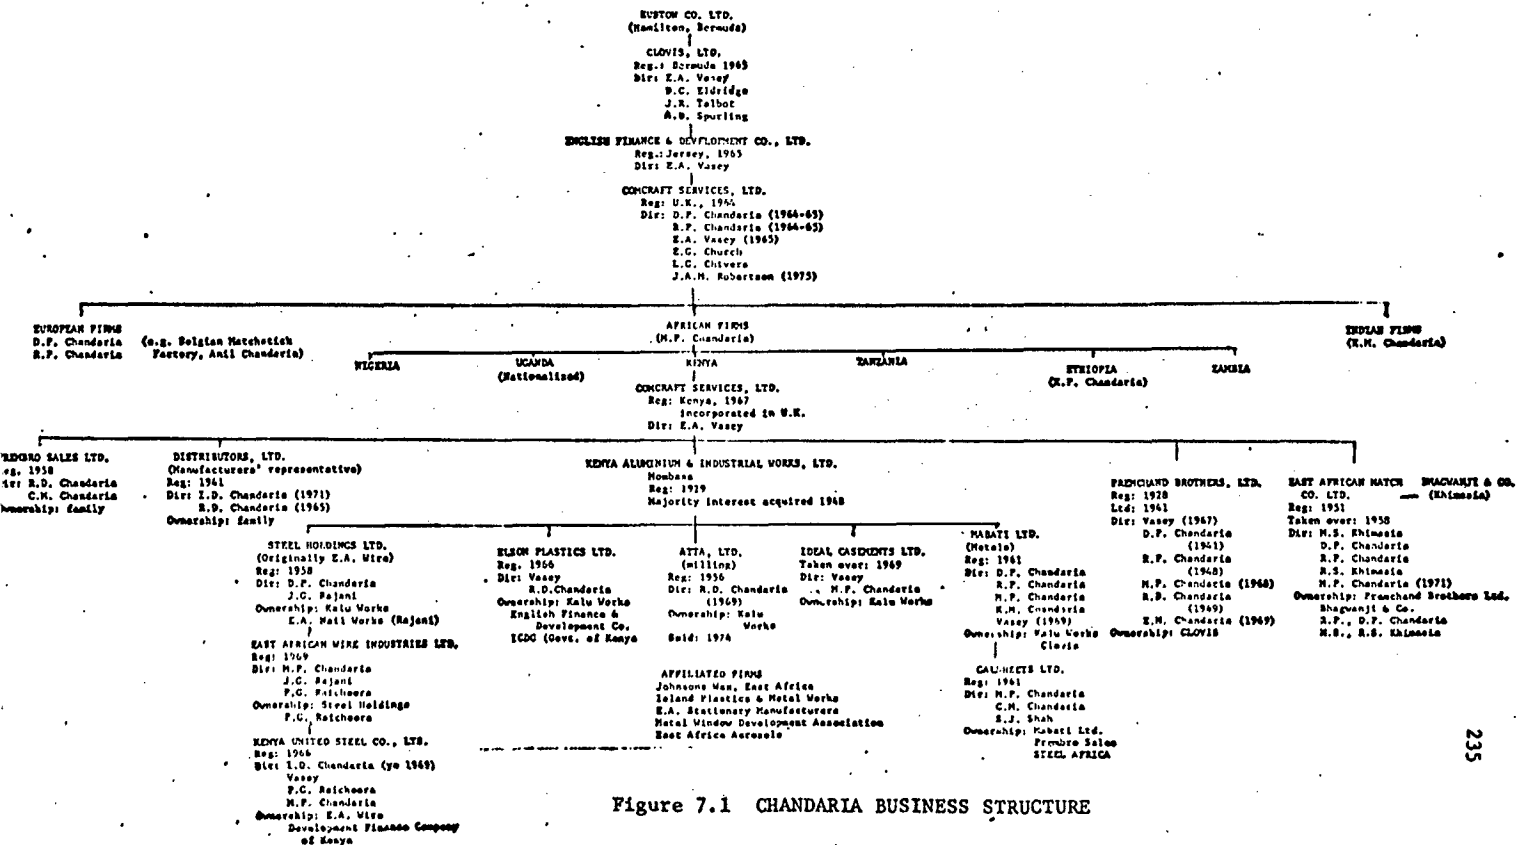 RUSTOW CO. LTD.
(Hamilton, Bermuda)
CLOVIS, LTD.
Reg.: Bermuda 1965
Dir: E.A. Vasey
D.C. Eldridge
J.R. Talbot
A.D. Spurling
ENGLISH FINANCE & DEVELOPMENT CO., LTD.
Reg.: Jersey, 1965
Dir: E.A. Vasey
COMCRAFT SERVICES, LTD.
Reg: U.K., 1964
Dir: D.P. Chandaria (1964-65)
R.P. Chandaria (1964-65)
E.A. Vasey (1965)
E.G. Church
L.C. Chivers
J.A.M. Robertson (1975)
EUROPEAN FIRMS
D.P. Chandaria
R.P. Chandaria
(e.g. Belgian Matchstick
Factory, Anil Chandaria)
AFRICAN FIRMS
(M.P. Chandaria)
INDIAN FIRMS
(K.M. Chandaria)
NIGERIA
UGANDA
(Nationalized)
KENYA
TANZANIA
ETHIOPIA
(K.P. Chandaria)
ZAMBIA
COMCRAFT SERVICES, LTD.
Reg: Kenya, 1967
incorporated in U.K.
Dir: E.A. Vasey
SALES LTD.
1958
R.D. Chandaria
C.M. Chandaria
family
DISTRIBUTORS, LTD.
(Manufacturers' representative)
Reg: 1941
Dir: I.D. Chandaria (1971)
R.D. Chandaria (1965)
Ownership: family
KENYA ALUMINIUM & INDUSTRIAL WORKS, LTD.
Mombasa
Reg: 1929
Majority interest acquired 1948
PREMCHAND BROTHERS, LTD.
Reg: 1928
Ltd: 1941
Dir: Vasey (1967)
D.P. Chandaria
(1941)
R.P. Chandaria
(1948)
M.P. Chandaria (1968)
R.D. Chandaria
(1969)
K.M. Chandaria (1969)
Ownership: CLOVIS
EAST AFRICAN MATCH
CO. LTD.
Reg: 1951
Taken over: 1958
Dir: M.S. Khimasia
D.P. Chandaria
R.P. Chandaria
R.S. Khimasia
M.P. Chandaria (1971)
Ownership: Premchand Brothers Ltd.
Bhagwanji & Co.
R.P., D.P. Chandaria
M.S., R.S. Khimasia
BHAGWANJI & CO.
(Khimasia)
STEEL HOLDINGS LTD.
(Originally E.A. Wire)
Reg: 1958
Dir: D.P. Chandaria
J.G. Rajani
Ownership: Kalu Works
E.A. Nail Works (Rajani)
ELSON PLASTICS LTD.
Reg. 1966
Dir: Vasey
R.D.Chandaria
Ownership: Kalu Works
English Finance &
Development Co.
ICDC (Govt. of Kenya
ATTA, LTD.
(milling)
Reg: 1956
Dir: R.D. Chandaria
(1969)
Ownership: Kalu
Works
Sold: 1974
IDEAL CASEMENTS LTD.
Taken over: 1969
Dir: Vasey
M.P. Chandaria
Ownership: Kalu Works
MABATI LTD.
(Metals)
Reg: 1961
Dir: D.P. Chandaria
R.P. Chandaria
M.P. Chandaria
K.M. Chandaria
Vasey (1969)
Ownership: Kalu Works
Clovis
EAST AFRICAN WIRE INDUSTRIES LTD.
Reg: 1969
Dir: M.P. Chandaria
J.G. Rajani
P.G. Raichoora
Ownership: Steel Holdings
P.G. Raichoora
AFFILIATED FIRMS
Johnsons Wax, East Africa
Inland Plastics & Metal Works
E.A. Stationary Manufacturers
Metal Window Development Association
East Africa Aerosols
GALSHEETS LTD.
Reg: 1961
Dir: M.P. Chandaria
C.M. Chandaria
S.J. Shah
Ownership: Mabati Ltd.
Prembro Sales
STEEL AFRICA
KENYA UNITED STEEL CO., LTD.
Reg: 1966
Dir: I.D. Chandaria (yo 1969)
Vasey
P.G. Raichoora
M.P. Chandaria
Ownership: E.A. Wire
Development Finance Company
of Kenya
235
Figure 7.1 CHANDARIA BUSINESS STRUCTURE